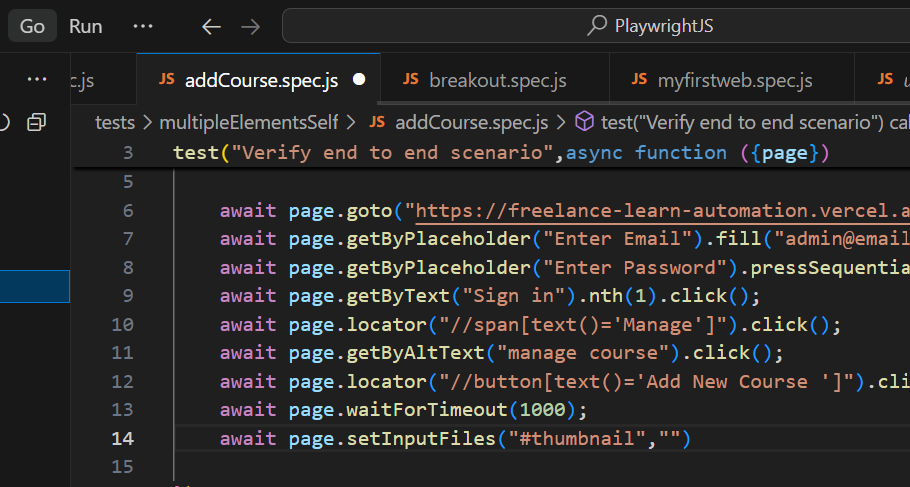 Go Run ··· ← → PlaywrightJS
··· c.js JS addCourse.spec.js ● JS breakout.spec.js JS myfirstweb.spec.js JS u
tests > multipleElementsSelf > JS addCourse.spec.js > test("Verify end to end scenario") cal
3 test("Verify end to end scenario",async function ({page})
5
6 await page.goto("https://freelance-learn-automation.vercel.a
7 await page.getByPlaceholder("Enter Email").fill("admin@email
8 await page.getByPlaceholder("Enter Password").pressSequentia
9 await page.getByText("Sign in").nth(1).click();
10 await page.locator("//span[text()='Manage']").click();
11 await page.getByAltText("manage course").click();
12 await page.locator("//button[text()='Add New Course ']").cli
13 await page.waitForTimeout(1000);
14 await page.setInputFiles("#thumbnail","")
15